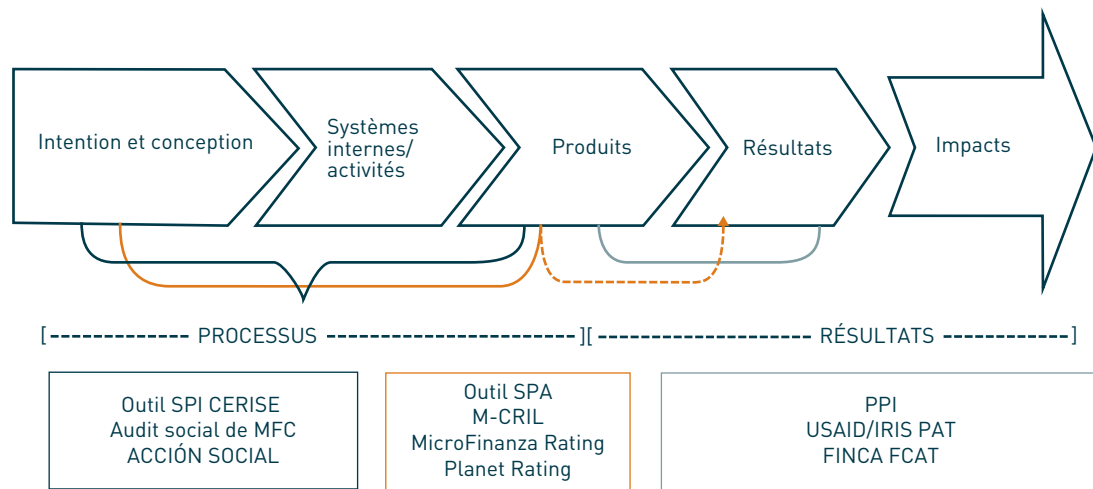 Intention et conception
Systèmes
internes/
activités
Produits
Résultats
Impacts
[ PROCESSUS ][ RÉSULTATS ]
Outil SPI CERISE
Audit social de MFC
ACCIÓN SOCIAL
Outil SPA
M-CRIL
MicroFinanza Rating
Planet Rating
PPI
USAID/IRIS PAT
FINCA FCAT